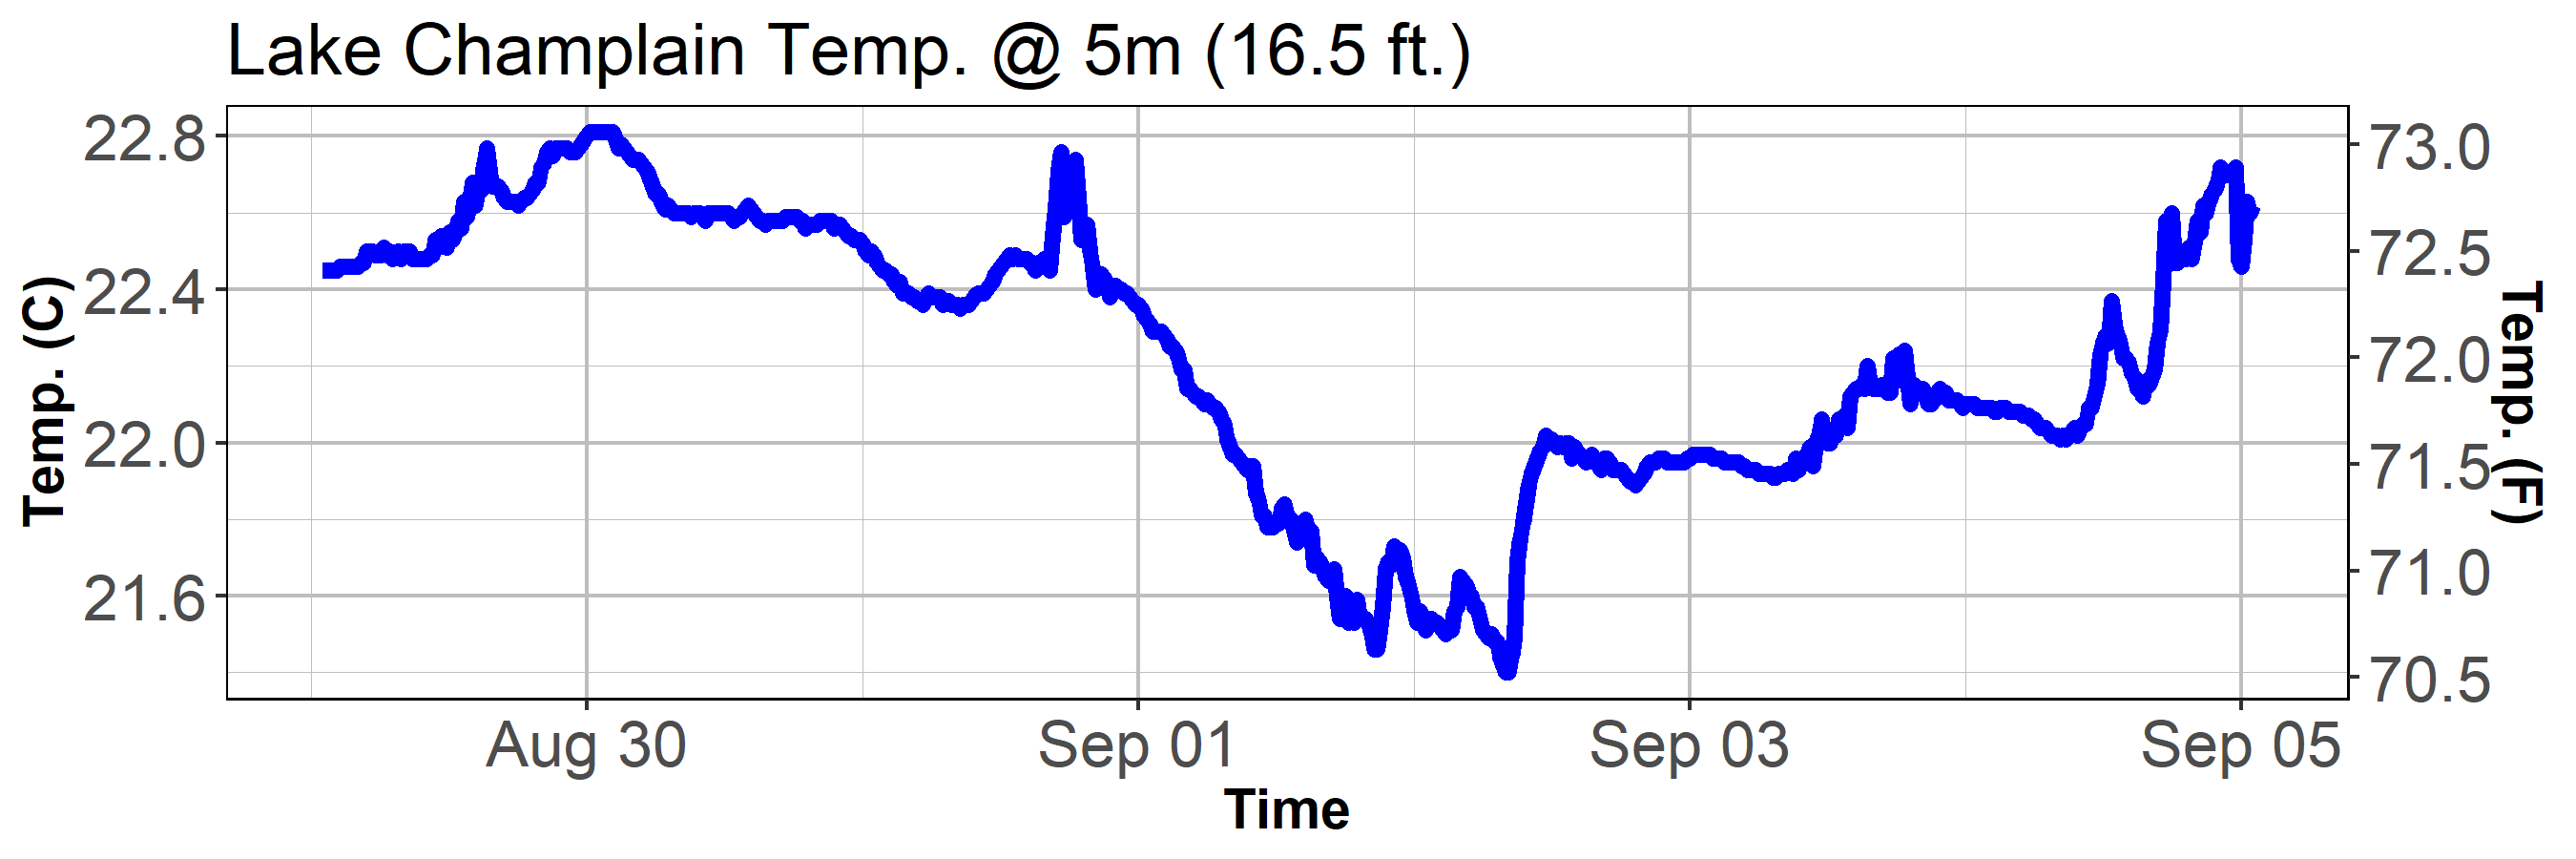 Lake Champlain Temp. @ 5m (16.5 ft.)
Temp. (C)
22.8
22.4
22.0
21.6
73.0
72.5
72.0
71.5
71.0
70.5
Temp. (F)
Aug 30
Sep 01
Sep 03
Sep 05
Time